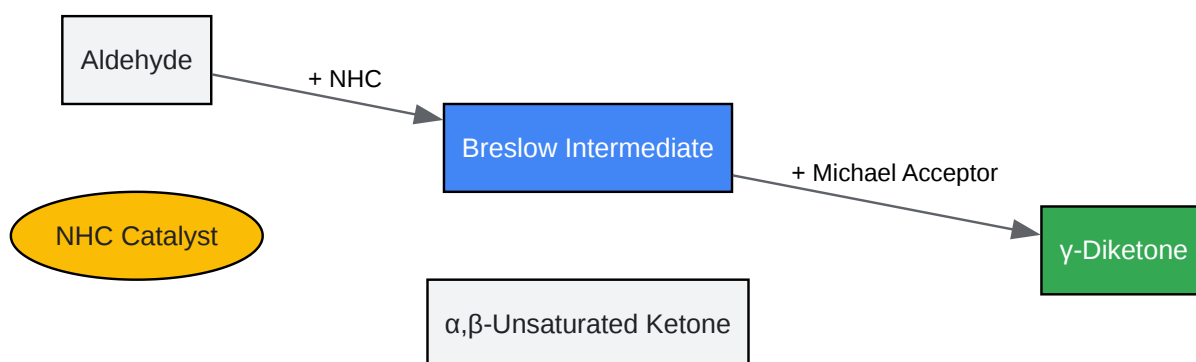 Aldehyde
+ NHC
Breslow Intermediate
+ Michael Acceptor
NHC Catalyst
γ-Diketone
α,β-Unsaturated Ketone